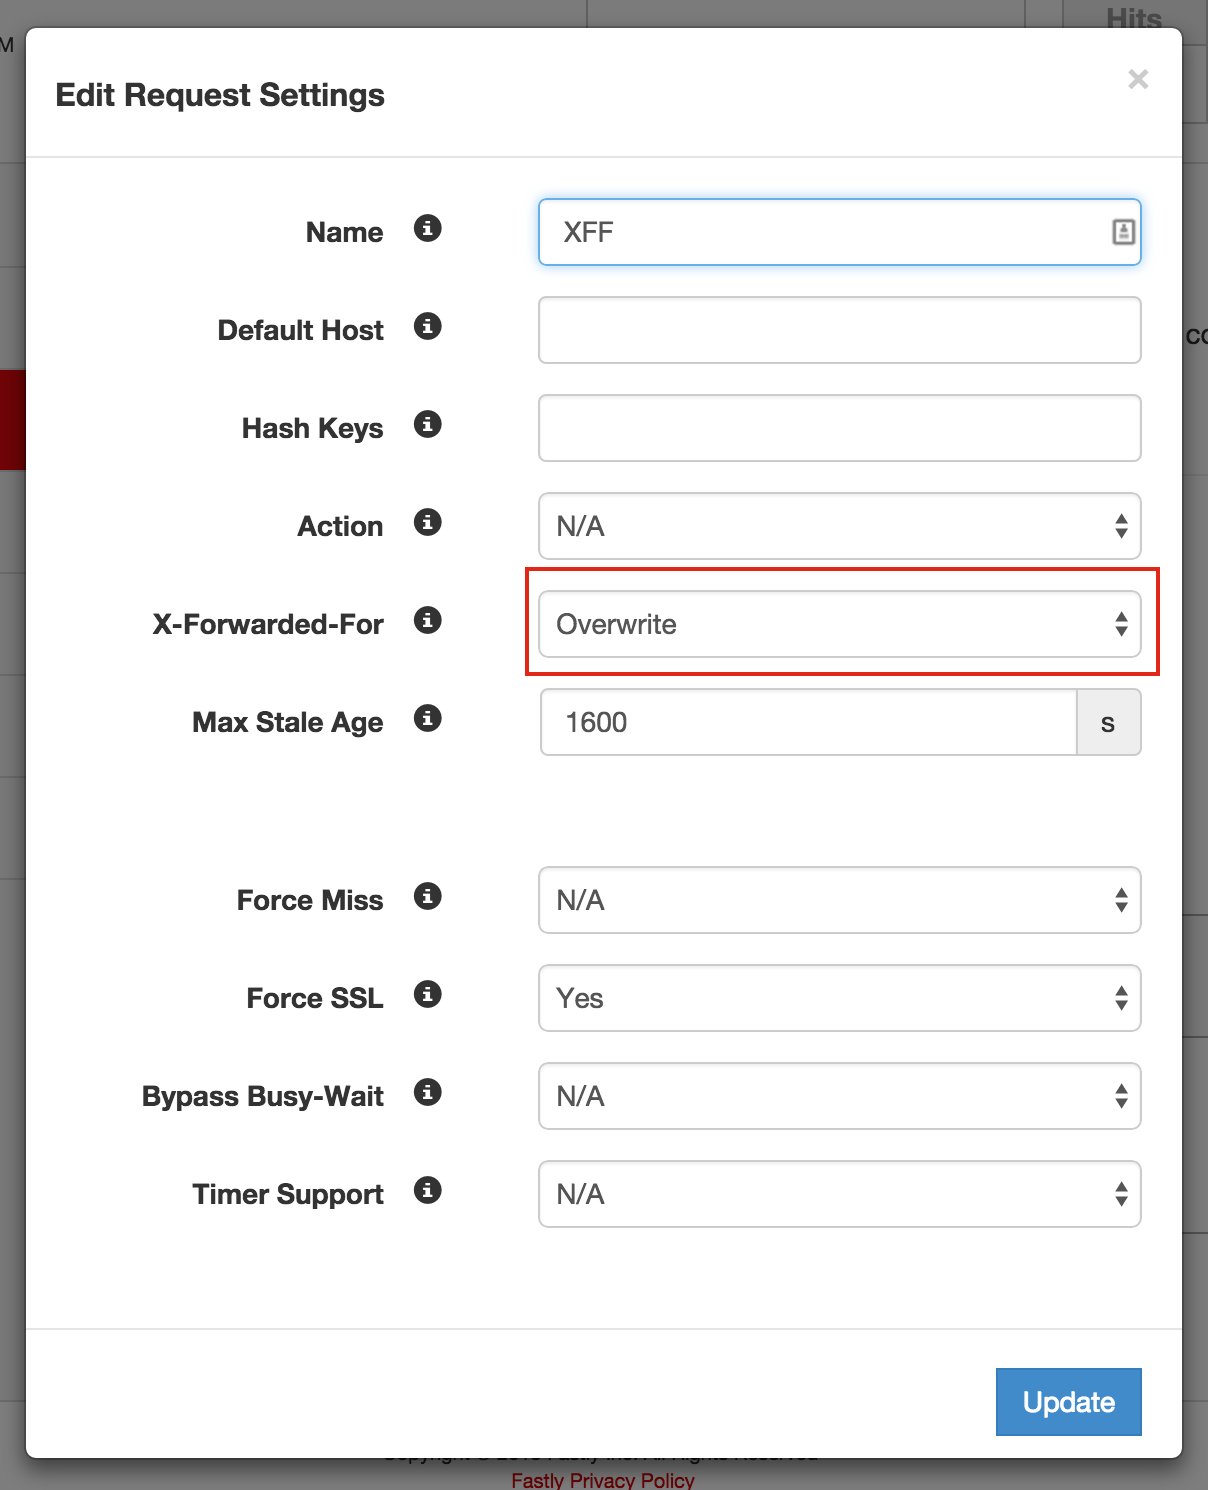 Hits
M
Edit Request Settings
×
Name XFF
Default Host
co
Hash Keys
Action N/A
X-Forwarded-For Overwrite
Max Stale Age 1600 s
Force Miss N/A
Force SSL Yes
Bypass Busy-Wait N/A
Timer Support N/A
Update
Fastly Privacy Policy